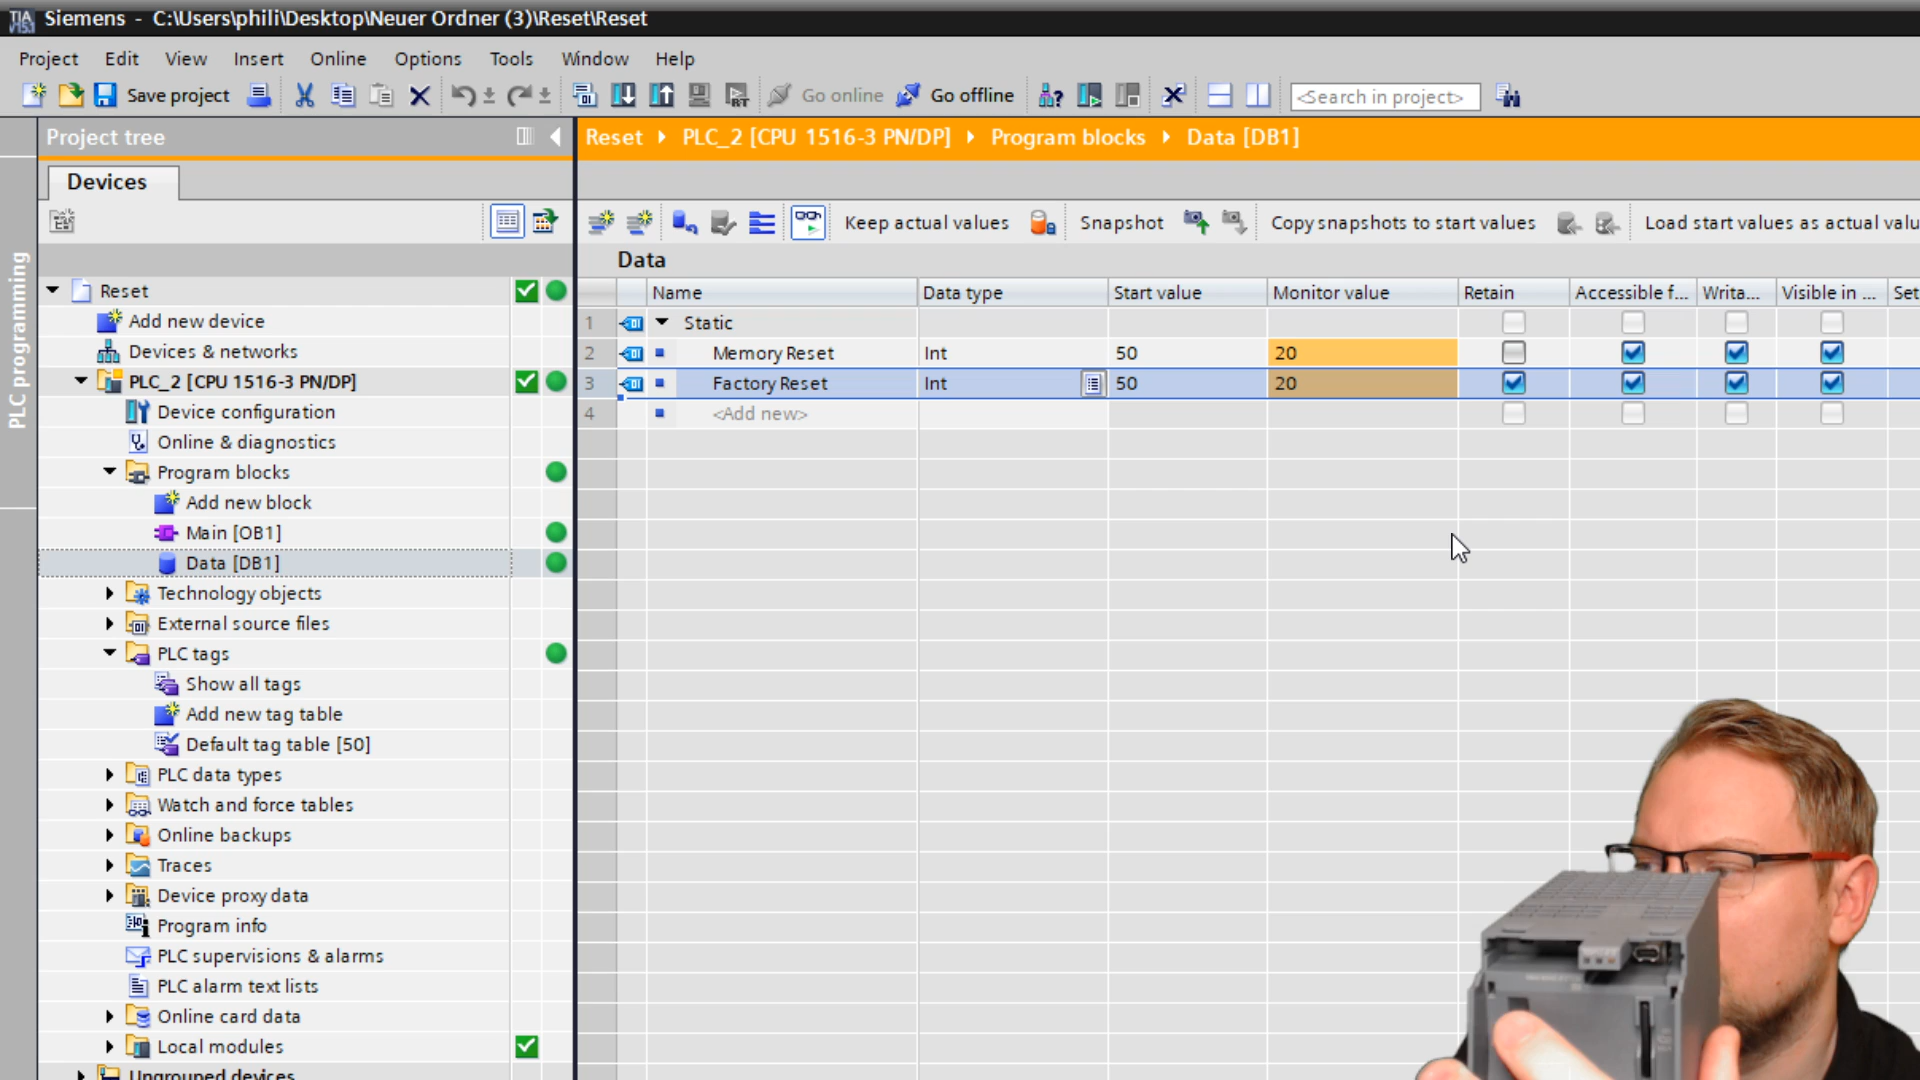 TIA V15.1 Siemens - C:\Users\phili\Desktop\Neuer Ordner (3)\Reset\Reset
Project Edit View Insert Online Options Tools Window Help
Save project Go online Go offline <Search in project>
Project tree
Reset PLC_2 [CPU 1516-3 PN/DP] Program blocks Data [DB1]
Devices
Keep actual values Snapshot Copy snapshots to start values Load start values as actual valu
PLC programming
Data
Name Data type Start value Monitor value Retain Accessible f... Writa... Visible in ... Set
1 Static
2 Memory Reset Int 50 20
3 Factory Reset Int 50 20
4 <Add new>
Reset
Add new device
Devices & networks
PLC_2 [CPU 1516-3 PN/DP]
Device configuration
Online & diagnostics
Program blocks
Add new block
Main [OB1]
Data [DB1]
Technology objects
External source files
PLC tags
Show all tags
Add new tag table
Default tag table [50]
PLC data types
Watch and force tables
Online backups
Traces
Device proxy data
Program info
PLC supervisions & alarms
PLC alarm text lists
Online card data
Local modules
Ungrouped devices